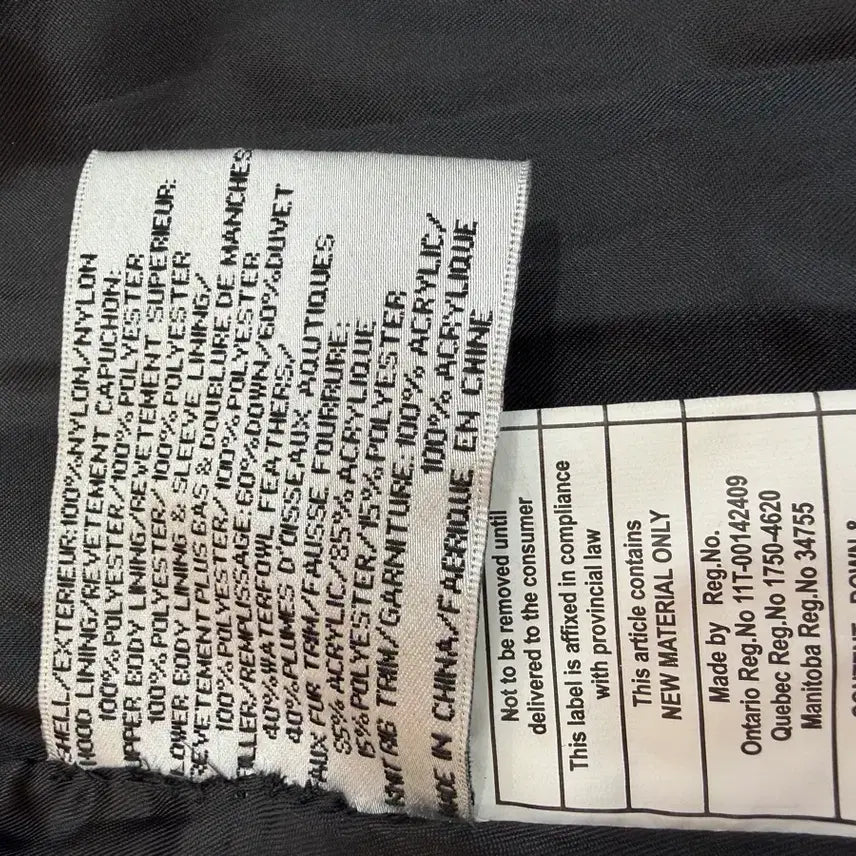 SHELL/EXTERIEUR:100%NYLON/NYLON
HOOD LINING/REVETEMENT CAPUCHON:
100%POLYESTER/100%POLYESTER
UPPER BODY LINING/REVETEMENT SUPERIEUR:
100%POLYESTER/100%POLYESTER
LOWER BODY LINING & SLEEVE LINING/
REVETEMENT PLUS GAS & DOUBLURE DE MANCHES
100%POLYESTER/100%POLYESTER
FILLER/REMPLISSAGE:60%DOWN/60%DUVET
40%WATERFOWL FEATHERS/
40%PLUMES D'OISEAUX AQUTIQUES
FAUX FUR TRIM/FAUSSE FOURRURE:
85% ACRYLIC/85% ACRYLIQUE
15%POLYESTER/15%POLYESTER
KNIT RIG TRIM/GARNITURE:100% ACRYLIC/
100% ACRYLIQUE
MADE IN CHINA/FABRIQUE EN CHINE
Not to be removed until
delivered to the consumer
This label is affixed in compliance
with provincial law
This article contains
NEW MATERIAL ONLY
Made by Reg.No.
Ontario Reg.No 11T-00142409
Quebec Reg.No 1750-4620
Manitoba Reg.No 34755